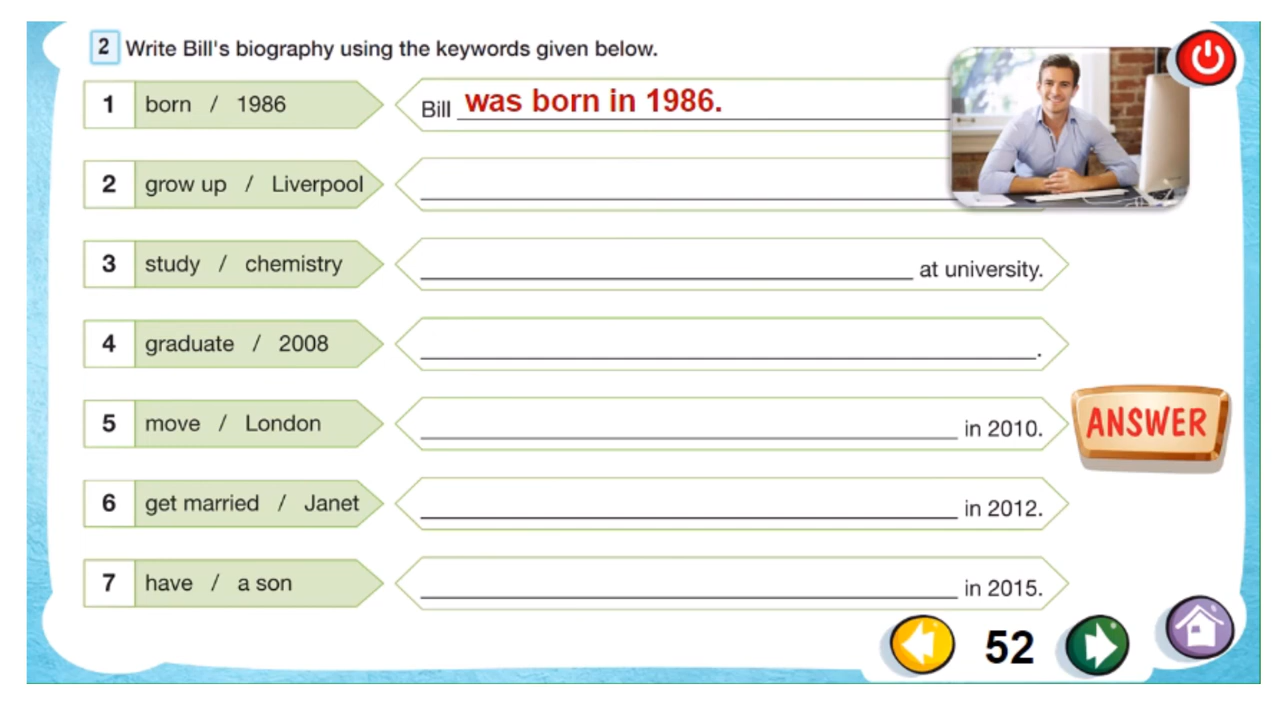 2 Write Bill's biography using the keywords given below.
1 born / 1986 Bill was born in 1986.
2 grow up / Liverpool
3 study / chemistry at university.
4 graduate / 2008 .
5 move / London in 2010.
ANSWER
6 get married / Janet in 2012.
7 have / a son in 2015.
52